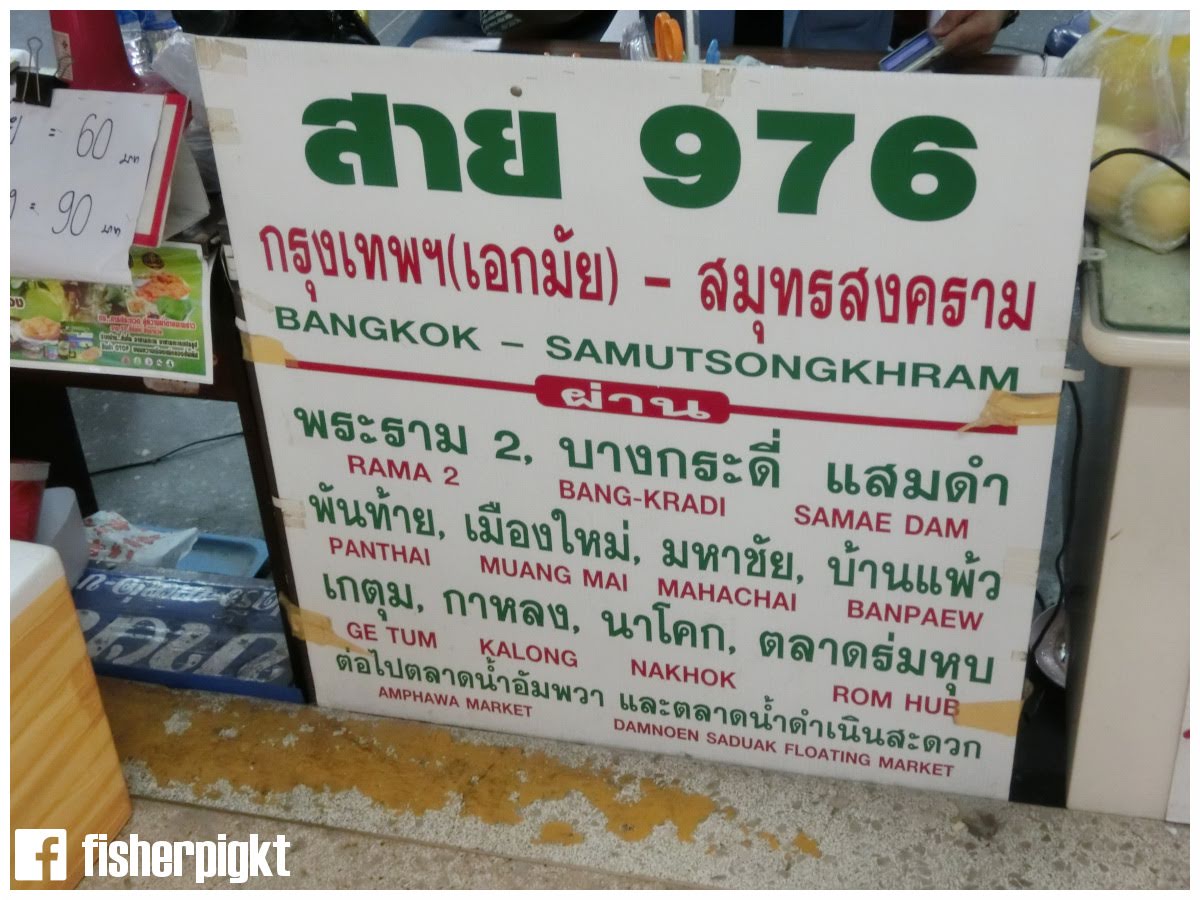 สาย 976
กรุงเทพฯ(เอกมัย) - สมุทรสงคราม
BANGKOK - SAMUTSONGKHRAM
ผ่าน
พระราม 2, บางกระดี่ แสมดำ
RAMA 2 BANG-KRADI SAMAE DAM
พันท้าย, เมืองใหม่, มหาชัย, บ้านแพ้ว
PANTHAI MUANG MAI MAHACHAI BANPAEW
เกตุม, กาหลง, นาโคก, ตลาดร่มหุบ
GE TUM KALONG NAKHOK ROM HUB
ต่อไปตลาดน้ำอัมพวา และตลาดน้ำดำเนินสะดวก
AMPHAWA MARKET DAMNOEN SADUAK FLOATING MARKET
= 60 บาท
= 90 บาท
fisherpigkt